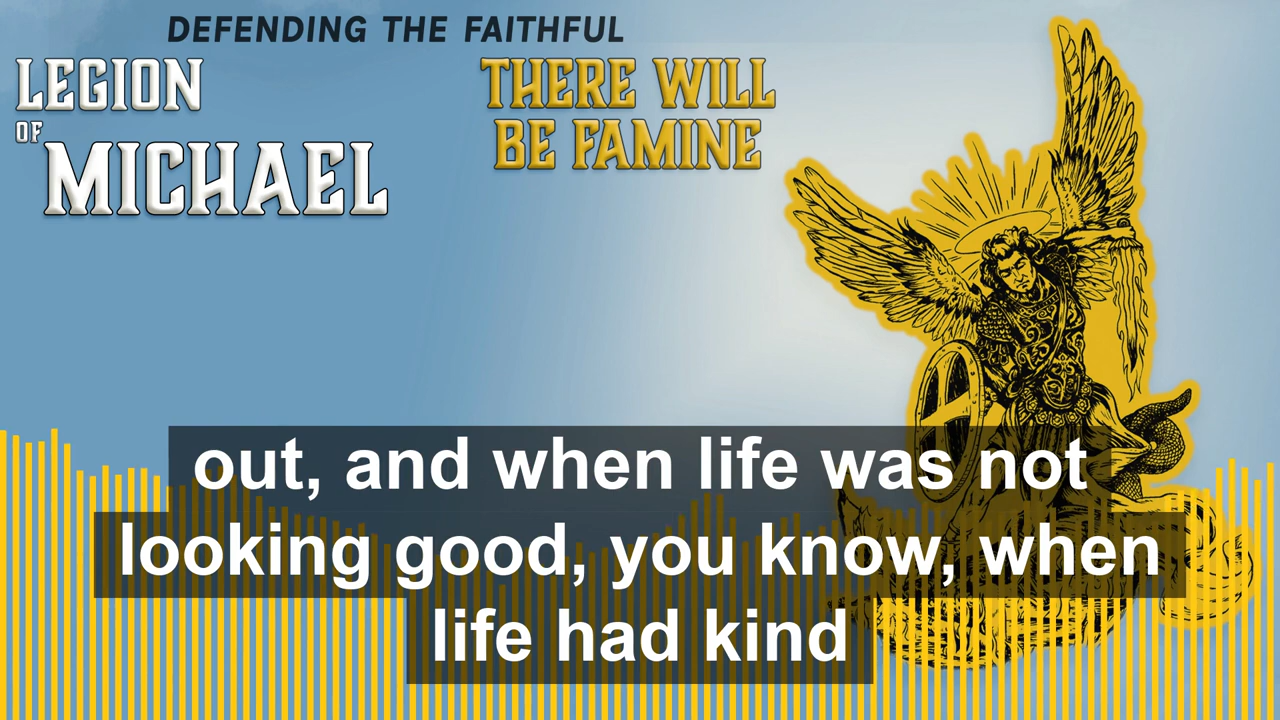 DEFENDING THE FAITHFUL
LEGION
OF
MICHAEL
THERE WILL
BE FAMINE
out, and when life was not
looking good, you know, when
life had kind